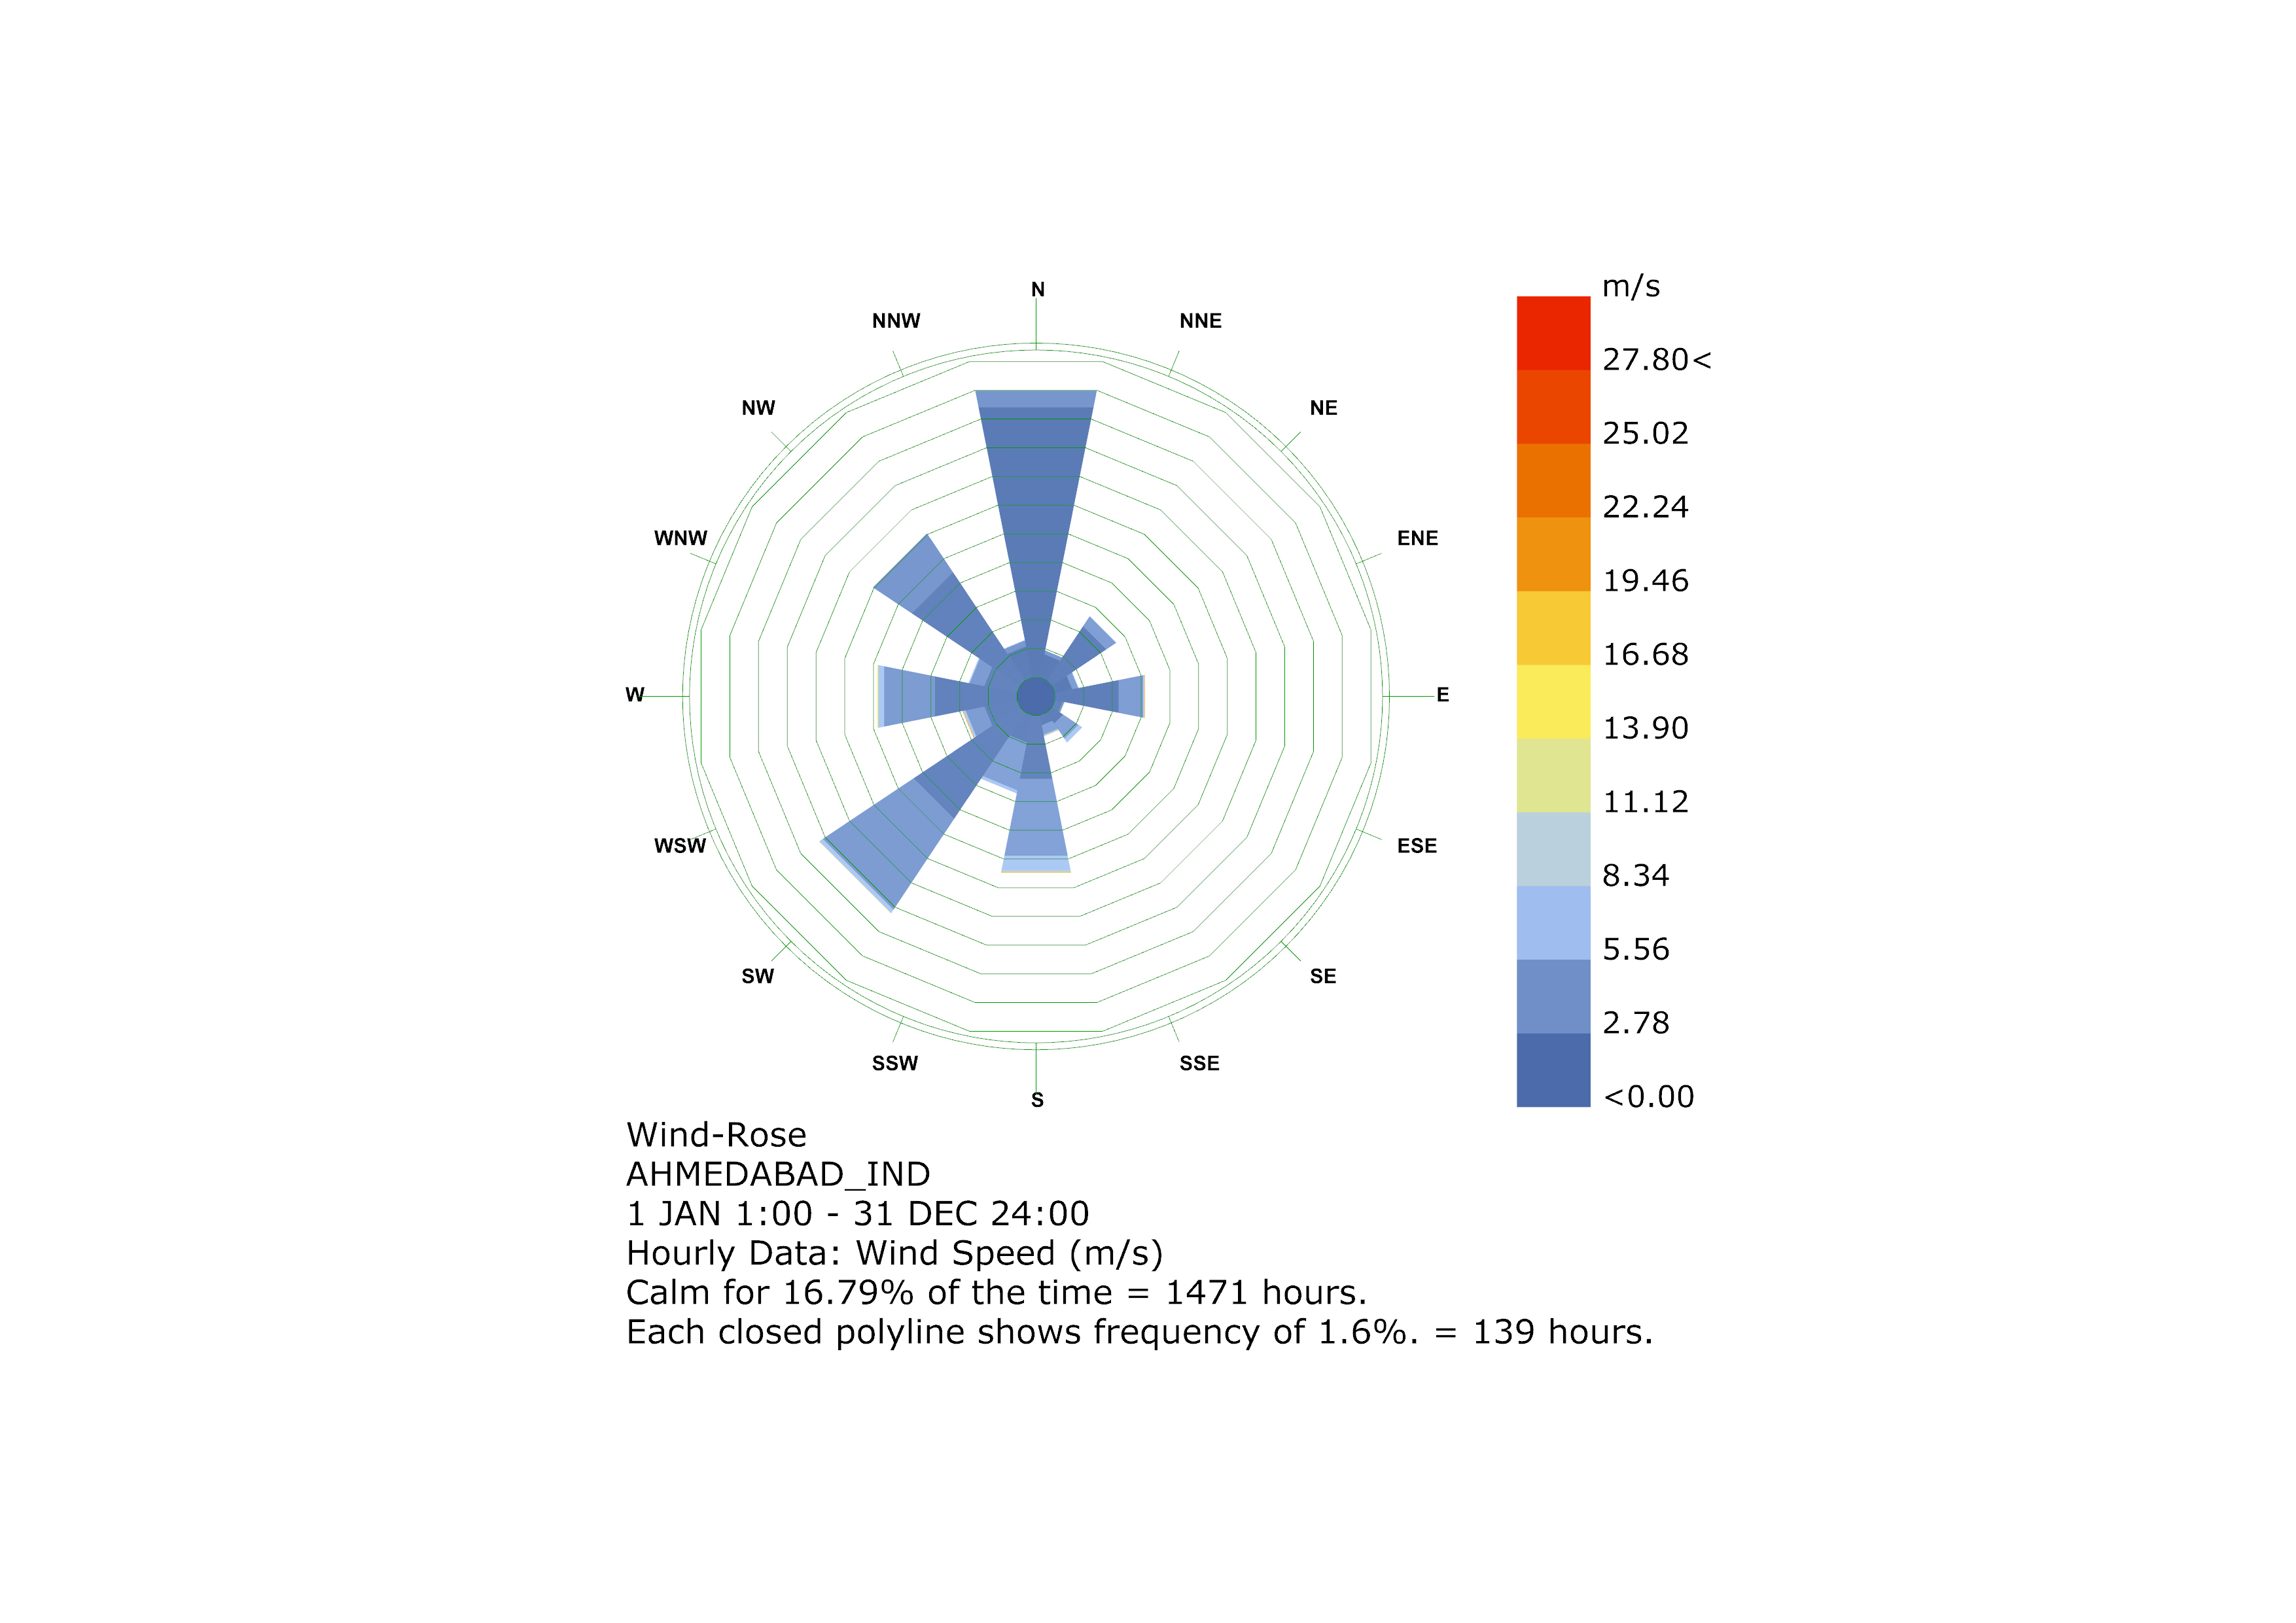 N
NNW
NNE
NW
NE
WNW
ENE
W
E
WSW
ESE
SW
SE
SSW
SSE
S
m/s
27.80<
25.02
22.24
19.46
16.68
13.90
11.12
8.34
5.56
2.78
<0.00
Wind-Rose
AHMEDABAD_IND
1 JAN 1:00 - 31 DEC 24:00
Hourly Data: Wind Speed (m/s)
Calm for 16.79% of the time = 1471 hours.
Each closed polyline shows frequency of 1.6%. = 139 hours.